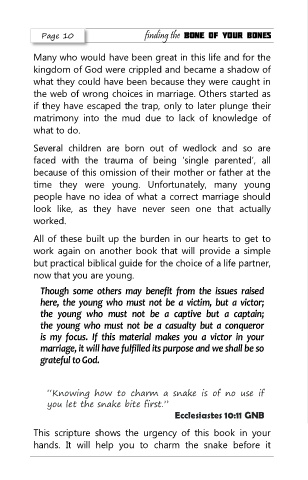 Page 10
finding the BONE OF YOUR BONES
Many who would have been great in this life and for the
kingdom of God were crippled and became a shadow of
what they could have been because they were caught in
the web of wrong choices in marriage. Others started as
if they have escaped the trap, only to later plunge their
matrimony into the mud due to lack of knowledge of
what to do.
Several children are born out of wedlock and so are
faced with the trauma of being 'single parented', all
because of this omission of their mother or father at the
time they were young. Unfortunately, many young
people have no idea of what a correct marriage should
look like, as they have never seen one that actually
worked.
All of these built up the burden in our hearts to get to
work again on another book that will provide a simple
but practical biblical guide for the choice of a life partner,
now that you are young.
Though some others may benefit from the issues raised
here, the young who must not be a victim, but a victor;
the young who must not be a captive but a captain;
the young who must not be a casualty but a conqueror
is my focus. If this material makes you a victor in your
marriage, it will have fulfilled its purpose and we shall be so
grateful to God.
"Knowing how to charm a snake is of no use if
you let the snake bite first."
Ecclesiastes 10:11 GNB
This scripture shows the urgency of this book in your
hands. It will help you to charm the snake before it